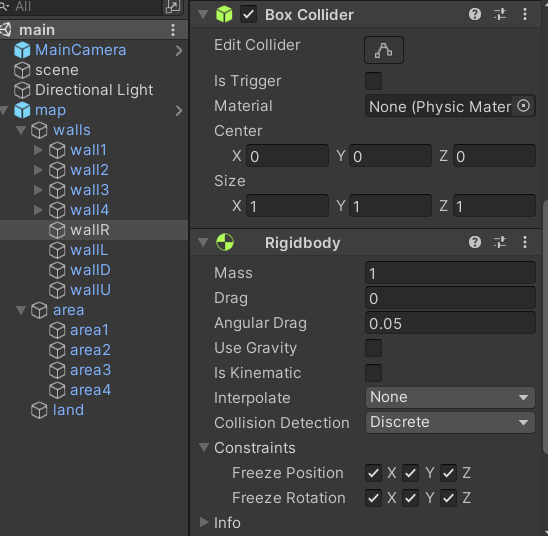 All
main
MainCamera
scene
Directional Light
map
walls
wall1
wall2
wall3
wall4
wallR
wallL
wallD
wallU
area
area1
area2
area3
area4
land
Box Collider
Edit Collider
Is Trigger
Material None (Physic Mater
Center
X 0 Y 0 Z 0
Size
X 1 Y 1 Z 1
Rigidbody
Mass 1
Drag 0
Angular Drag 0.05
Use Gravity
Is Kinematic
Interpolate None
Collision Detection Discrete
Constraints
Freeze Position X Y Z
Freeze Rotation X Y Z
Info